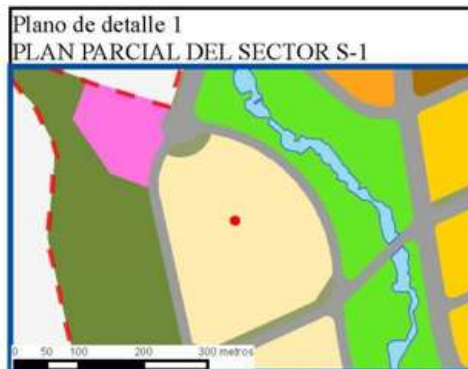 Plano de detalle 1
PLAN PARCIAL DEL SECTOR S-1
0 50 100 200 300 metros